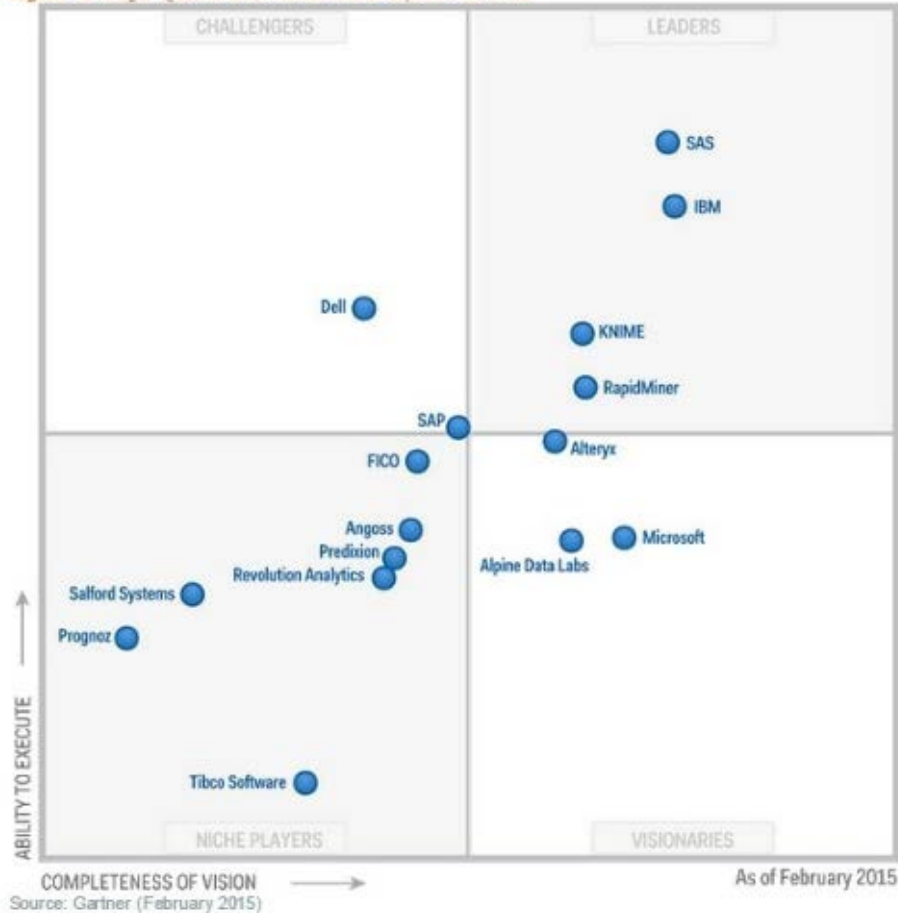 CHALLENGERS
LEADERS
SAS
IBM
Dell
KNIME
RapidMiner
SAP
Alteryx
FICO
Angoss
Microsoft
Predixion
Alpine Data Labs
Revolution Analytics
Salford Systems
Prognoz
Tibco Software
ABILITY TO EXECUTE
NICHE PLAYERS
VISIONARIES
COMPLETENESS OF VISION
As of February 2015
Source: Gartner (February 2015)